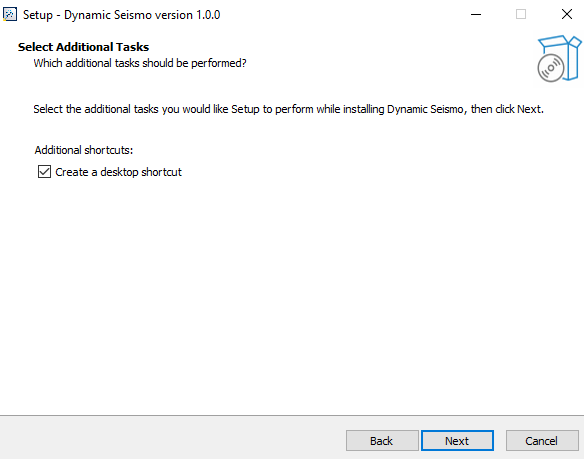 Setup - Dynamic Seismo version 1.0.0
Select Additional Tasks
Which additional tasks should be performed?
Select the additional tasks you would like Setup to perform while installing Dynamic Seismo, then click Next.
Additional shortcuts:
Create a desktop shortcut
Back Next Cancel